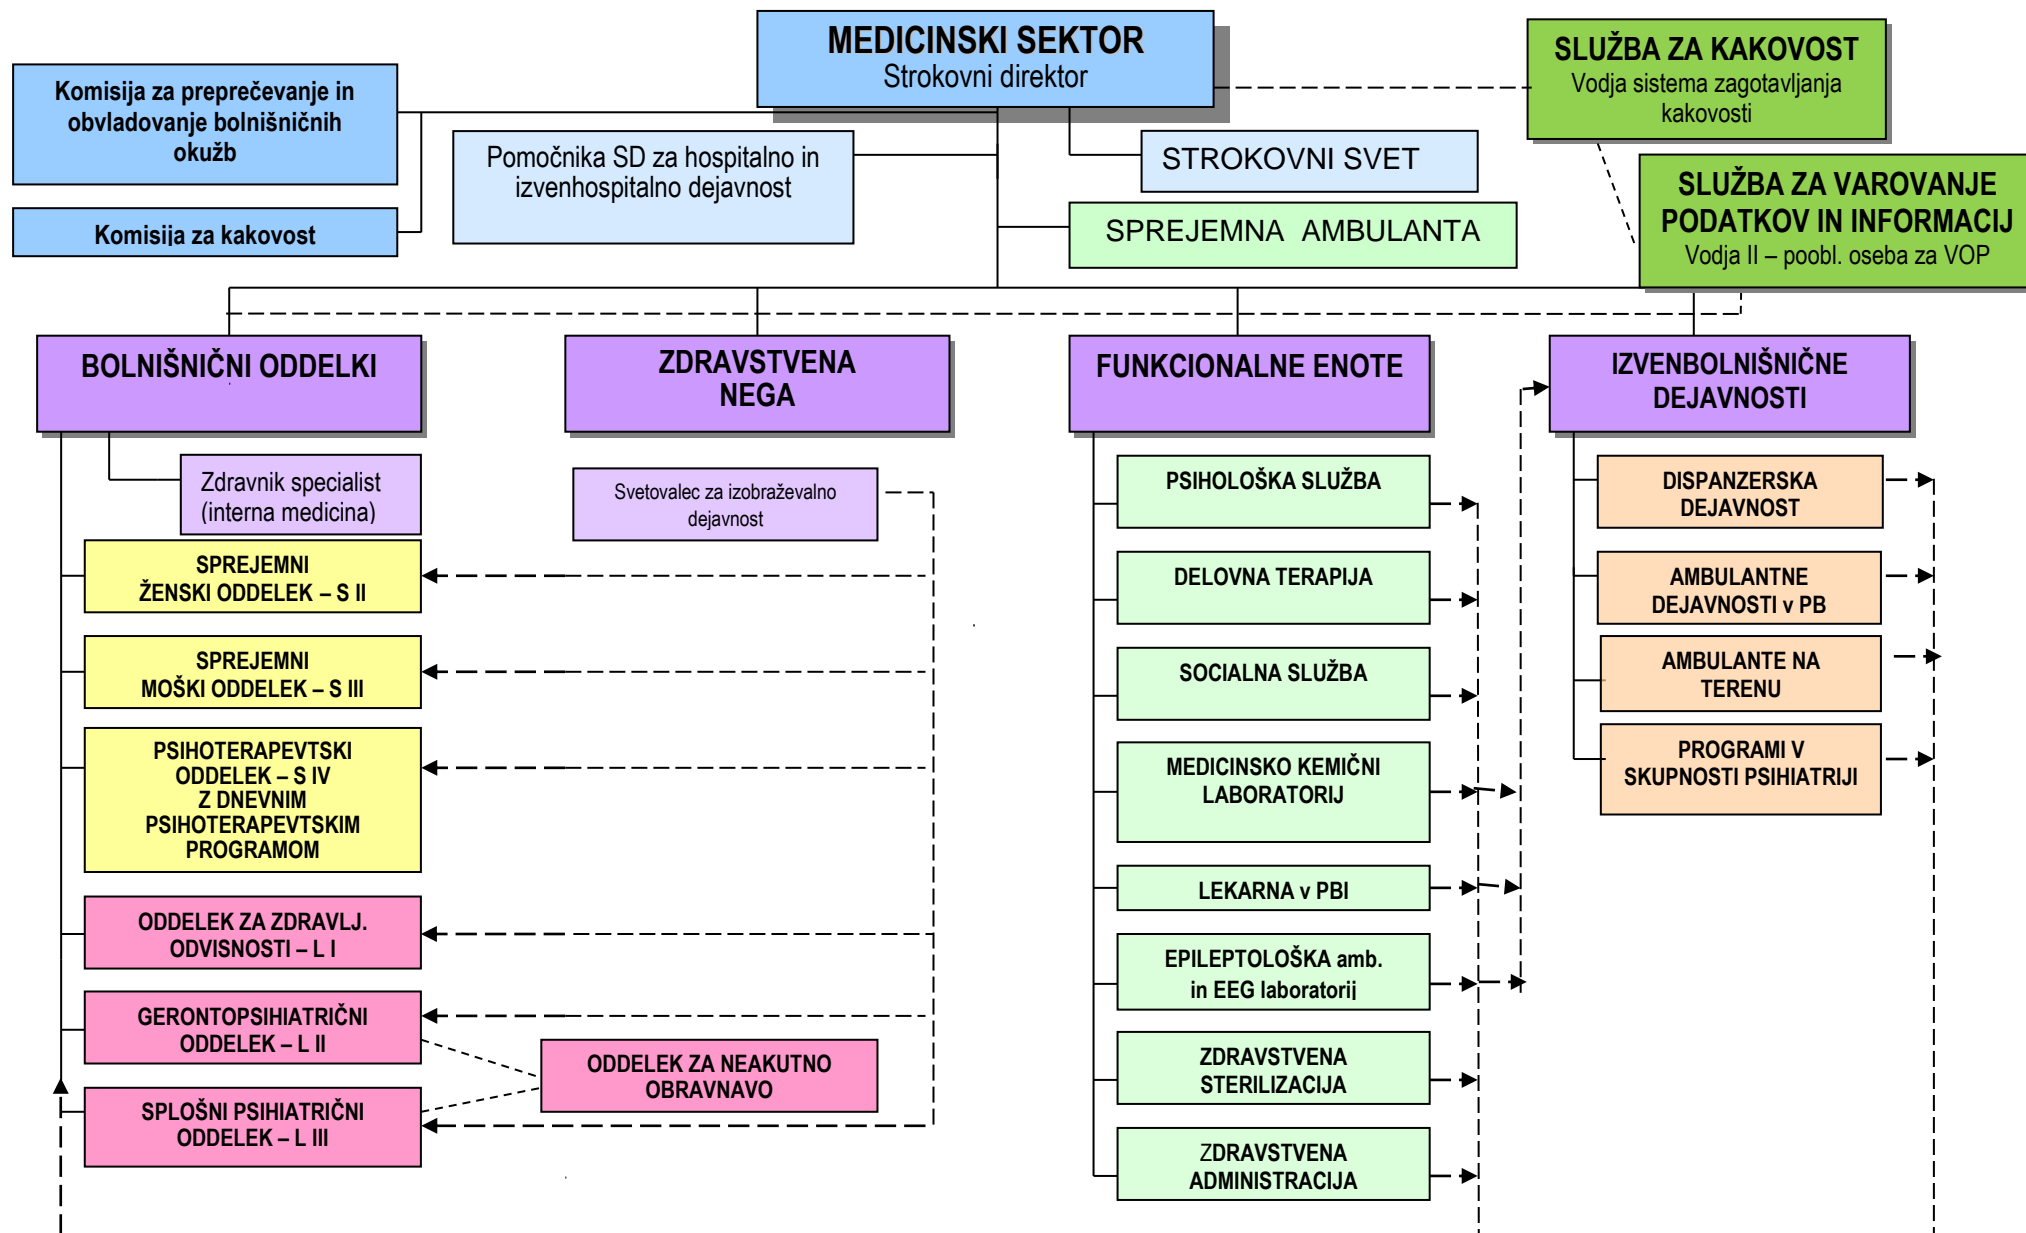 MEDICINSKI SEKTOR
Strokovni direktor
SLUŽBA ZA KAKOVOST
Vodja sistema zagotavljanja
kakovosti
Komisija za preprečevanje in
obvladovanje bolnišničnih
okužb
Pomočnika SD za hospitalno in
izvenhospitalno dejavnost
STROKOVNI SVET
SLUŽBA ZA VAROVANJE
PODATKOV IN INFORMACIJ
Vodja II – poobl. oseba za VOP
Komisija za kakovost
SPREJEMNA AMBULANTA
BOLNIŠNIČNI ODDELKI
ZDRAVSTVENA
NEGA
FUNKCIONALNE ENOTE
IZVENBOLNIŠNIČNE
DEJAVNOSTI
Zdravnik specialist
(interna medicina)
SPREJEMNI
ŽENSKI ODDELEK – S II
SPREJEMNI
MOŠKI ODDELEK – S III
PSIHOTERAPEVTSKI
ODDELEK – S IV
Z DNEVNIM
PSIHOTERAPEVTSKIM
PROGRAMOM
ODDELEK ZA ZDRAVLJ.
ODVISNOSTI – L I
GERONTOPSIHIATRIČNI
ODDELEK – L II
SPLOŠNI PSIHIATRIČNI
ODDELEK – L III
Svetovalec za izobraževalno
dejavnost
ODDELEK ZA NEAKUTNO
OBRAVNAVO
PSIHOLOŠKA SLUŽBA
DELOVNA TERAPIJA
SOCIALNA SLUŽBA
MEDICINSKO KEMIČNI
LABORATORIJ
LEKARNA v PBI
EPILEPTOLOŠKA amb.
in EEG laboratorij
ZDRAVSTVENA
STERILIZACIJA
ZDRAVSTVENA
ADMINISTRACIJA
DISPANZERSKA
DEJAVNOST
AMBULANTNE
DEJAVNOSTI v PB
AMBULANTE NA
TERENU
PROGRAMI V
SKUPNOSTI PSIHIATRIJI